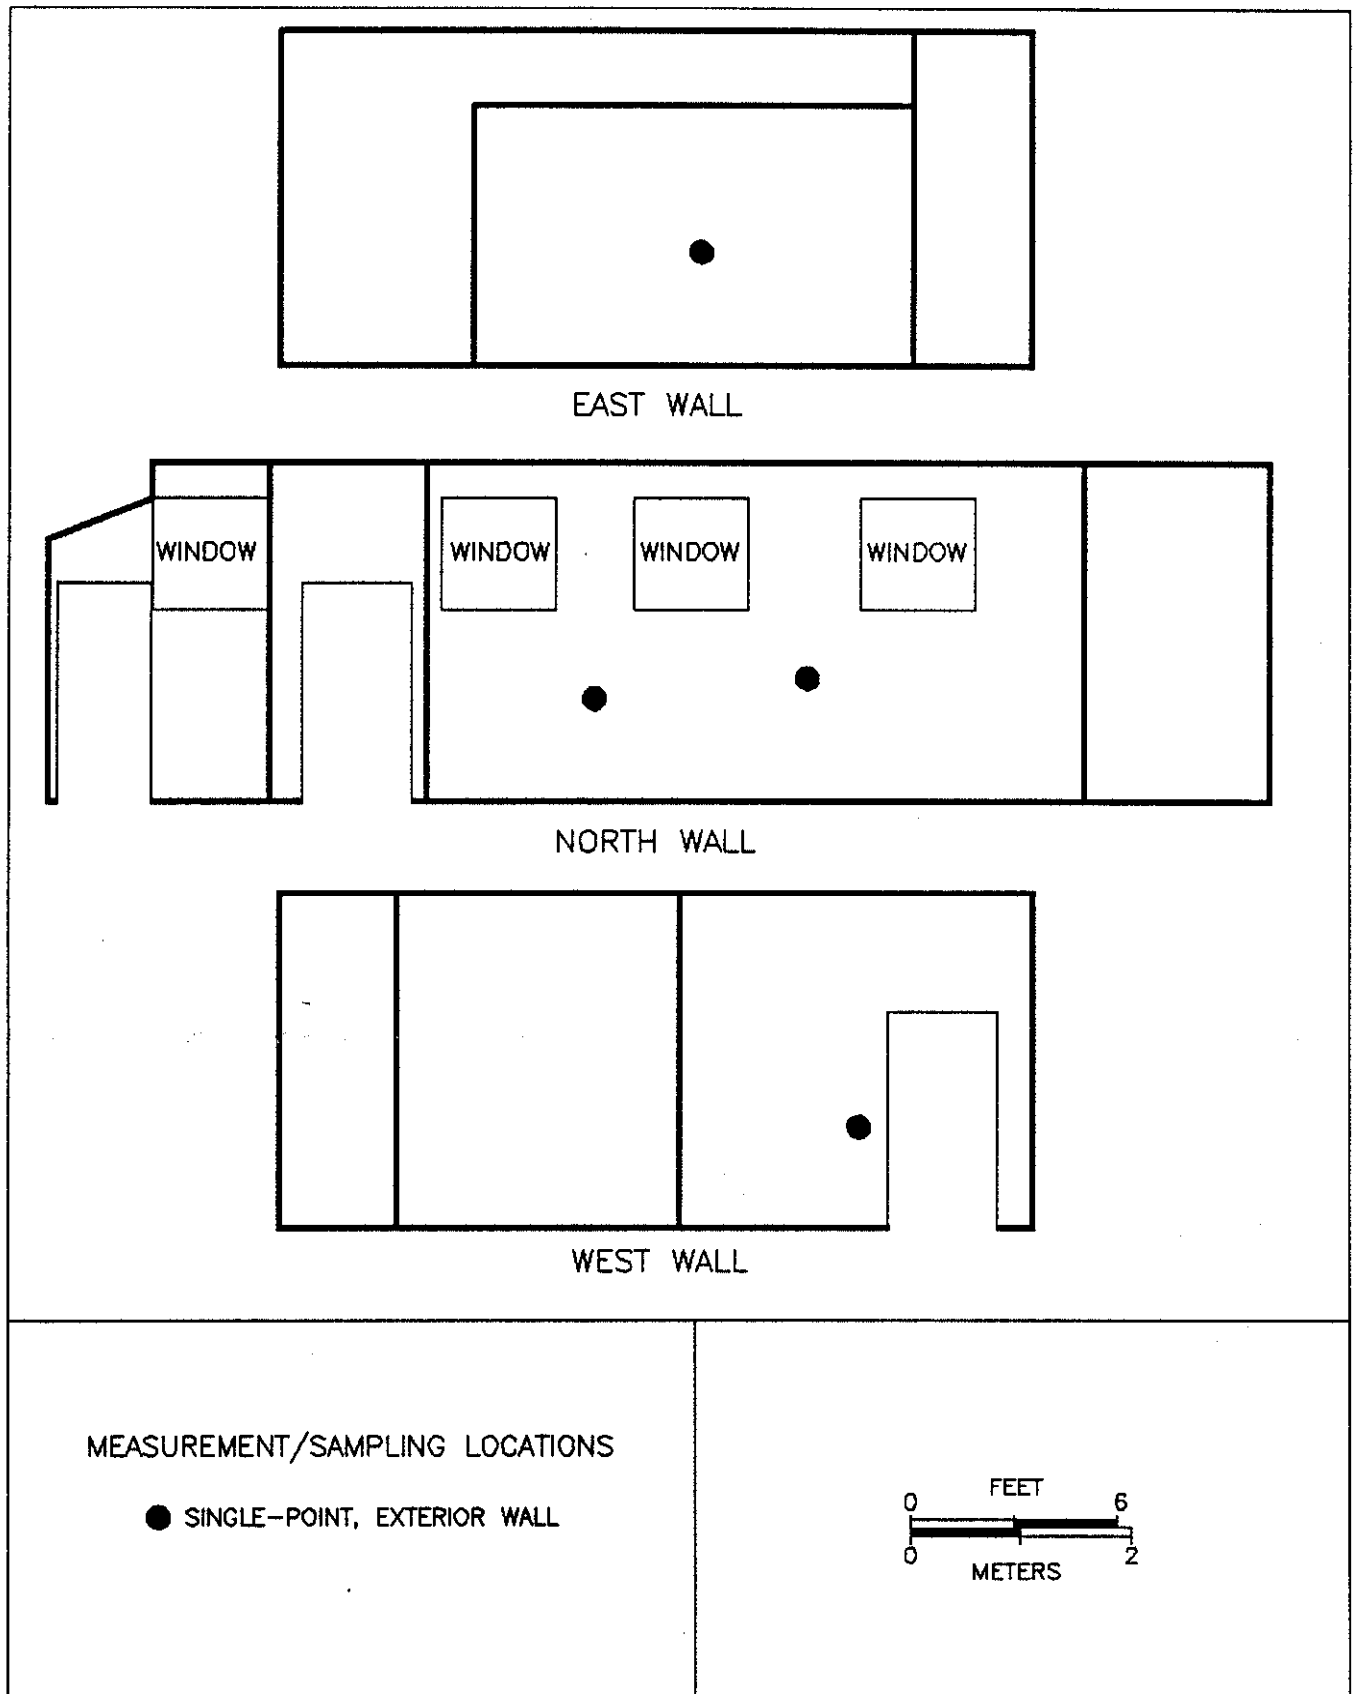 EAST WALL
WINDOW WINDOW WINDOW WINDOW
NORTH WALL
WEST WALL
MEASUREMENT/SAMPLING LOCATIONS
SINGLE-POINT, EXTERIOR WALL
FEET
0 6
0 2
METERS